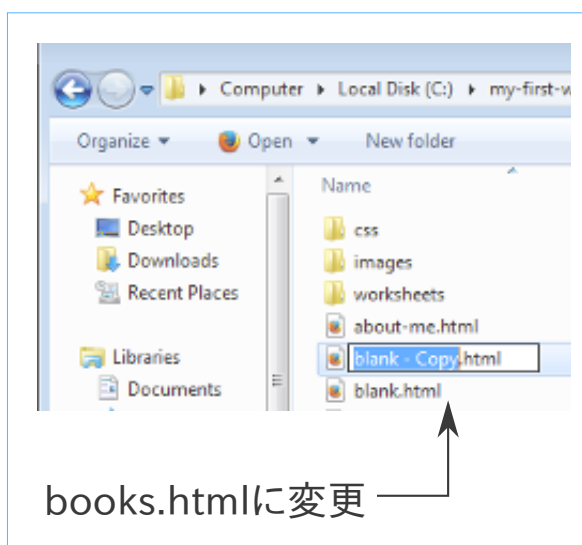 Computer Local Disk (C:) my-first-w
Organize Open New folder
Favorites
Desktop
Downloads
Recent Places
Libraries
Documents
Name
css
images
worksheets
about-me.html
blank - Copy.html
blank.html
books.htmlに変更